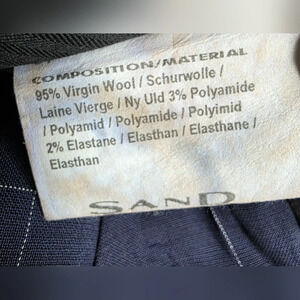 COMPOSITION/MATERIAL
95% Virgin Wool / Schurwolle /
Laine Vierge / Ny Uld 3% Polyamide
/ Polyamid / Polyamide / Polyimid
2% Elastane / Elasthan / Elasthane /
Elasthan
SAND